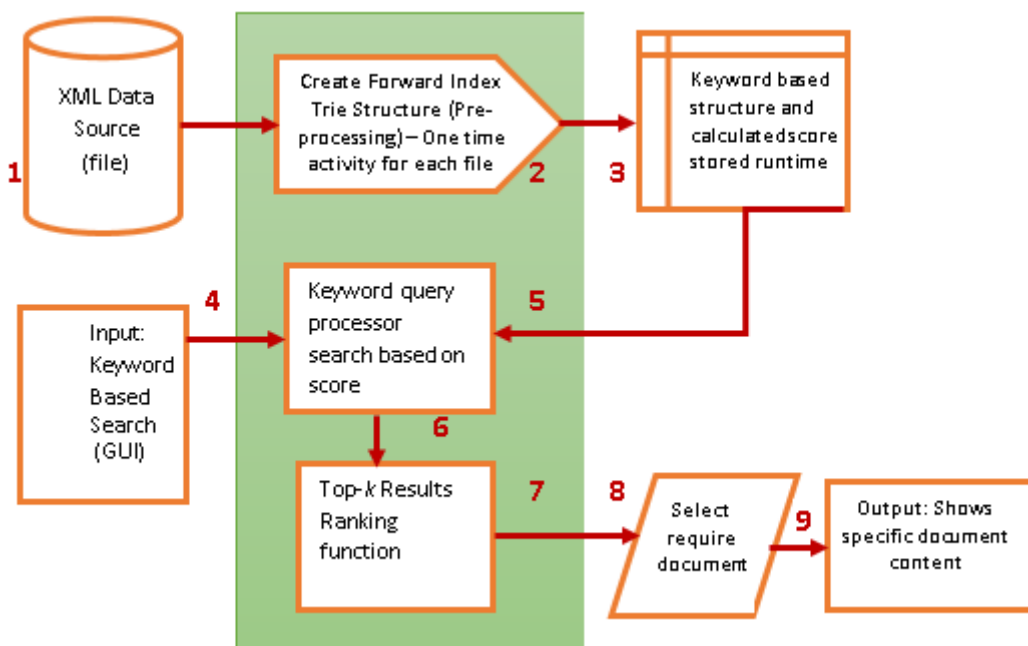 XML Data
Source
(file)
1
Create Forward Index
Trie Structure (Pre-
processing) – One time
activity for each file
2
3
Keyword based
structure and
calculated score
stored runtime
4
Input:
Keyword
Based
Search
(GUI)
Keyword query
processor
search based on
score
5
6
Top-k Results
Ranking
function
7
8
Select
require
document
9
Output: Shows
specific document
content